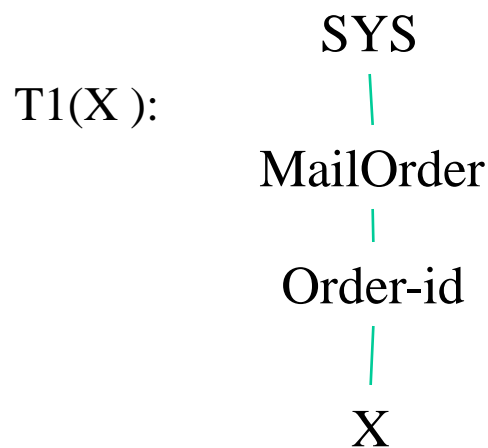 SYS
T1(X ):
MailOrder
Order-id
X